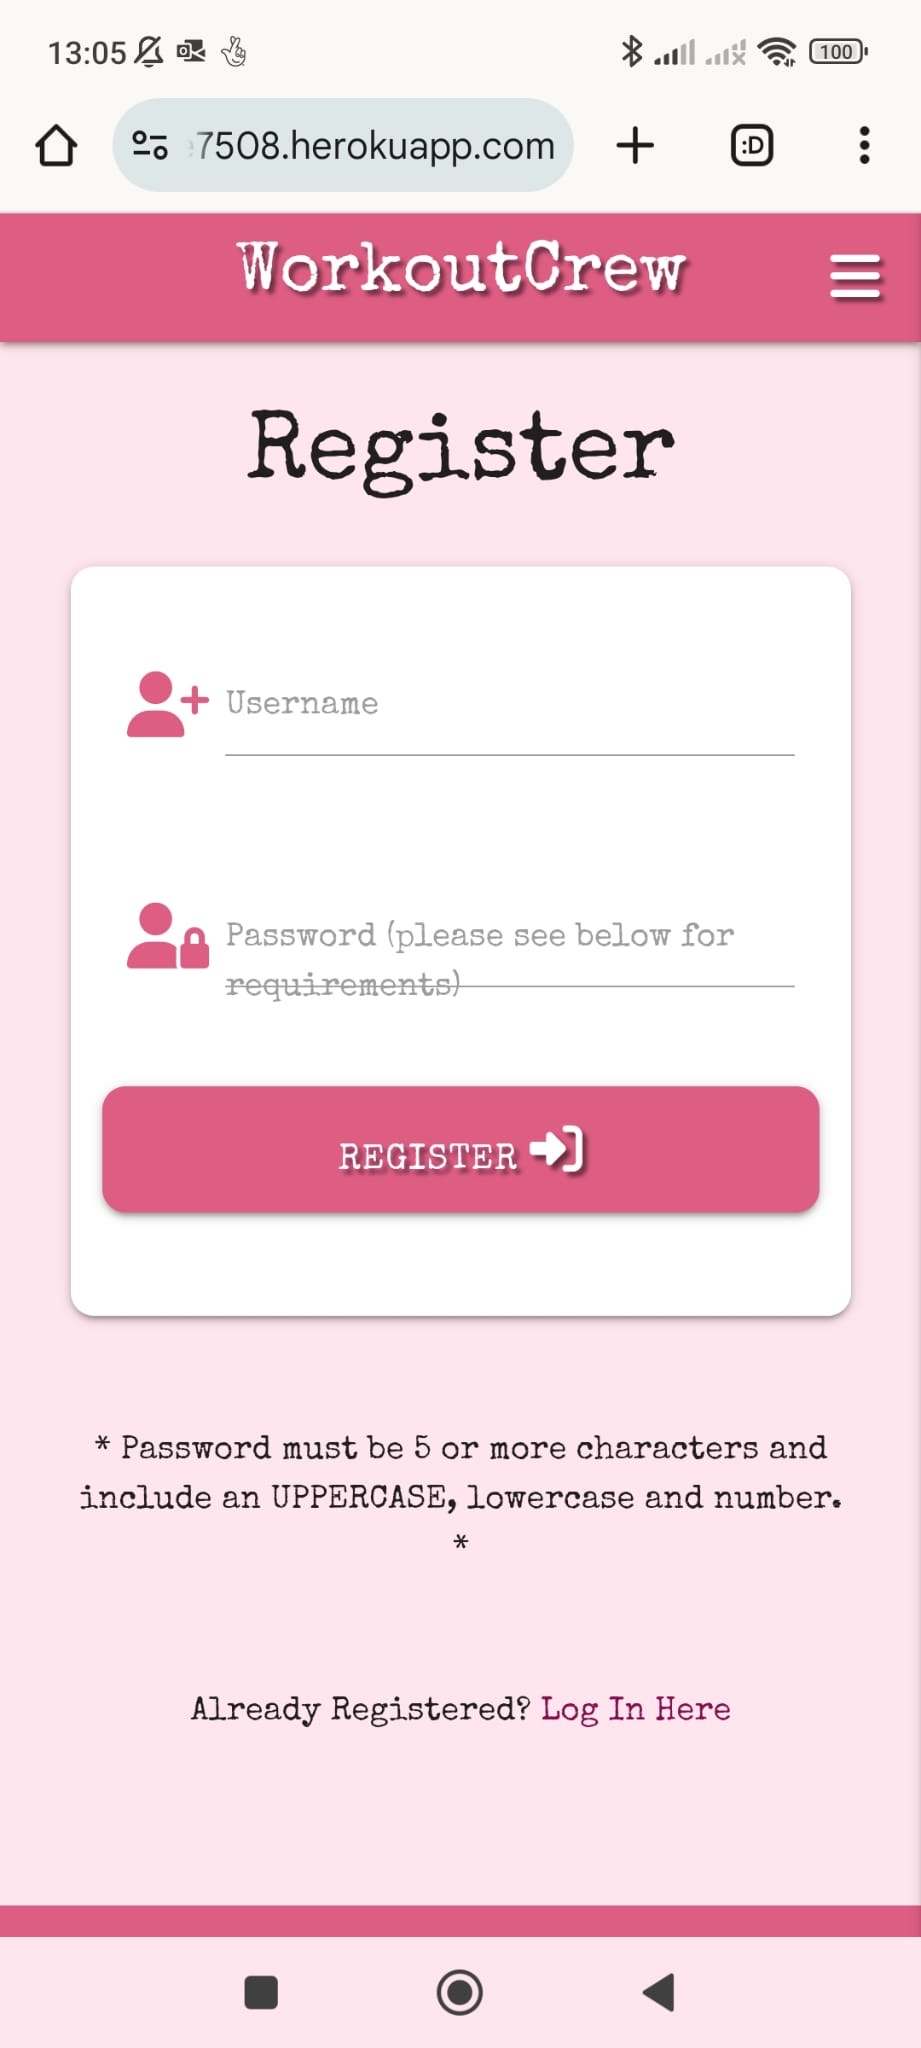 13:05
100
7508.herokuapp.com
:D
WorkoutCrew
Register
Username
Password (please see below for
requirements)
REGISTER
* Password must be 5 or more characters and
include an UPPERCASE, lowercase and number.
*
Already Registered? Log In Here